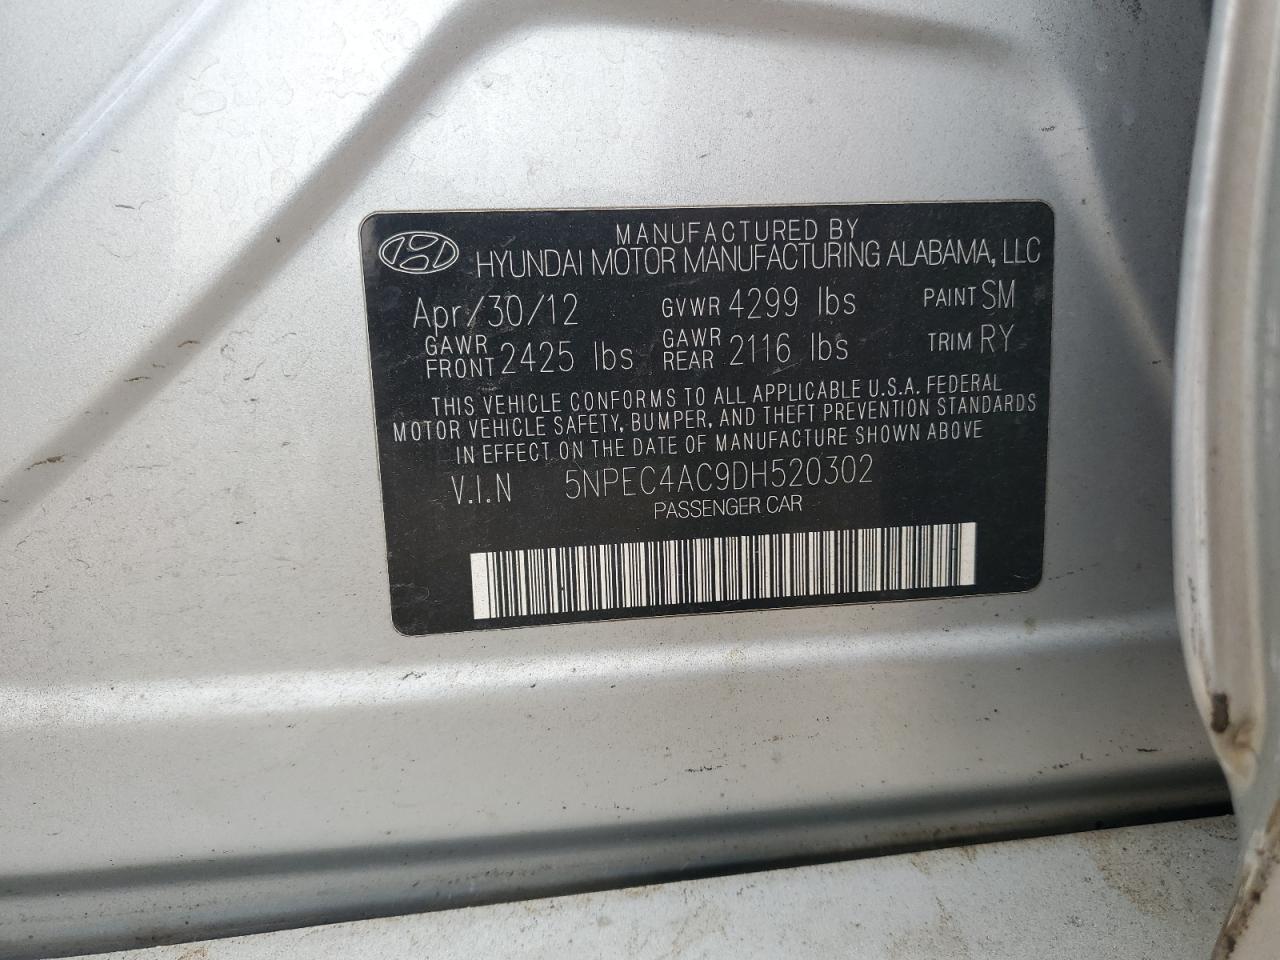 MANUFACTURED BY
HYUNDAI MOTOR MANUFACTURING ALABAMA, LLC
Apr/30/12 GVWR 4299 lbs PAINT SM
GAWR FRONT 2425 lbs GAWR REAR 2116 lbs TRIM RY
THIS VEHICLE CONFORMS TO ALL APPLICABLE U.S.A. FEDERAL
MOTOR VEHICLE SAFETY, BUMPER, AND THEFT PREVENTION STANDARDS
IN EFFECT ON THE DATE OF MANUFACTURE SHOWN ABOVE
V.I.N 5NPEC4AC9DH520302
PASSENGER CAR